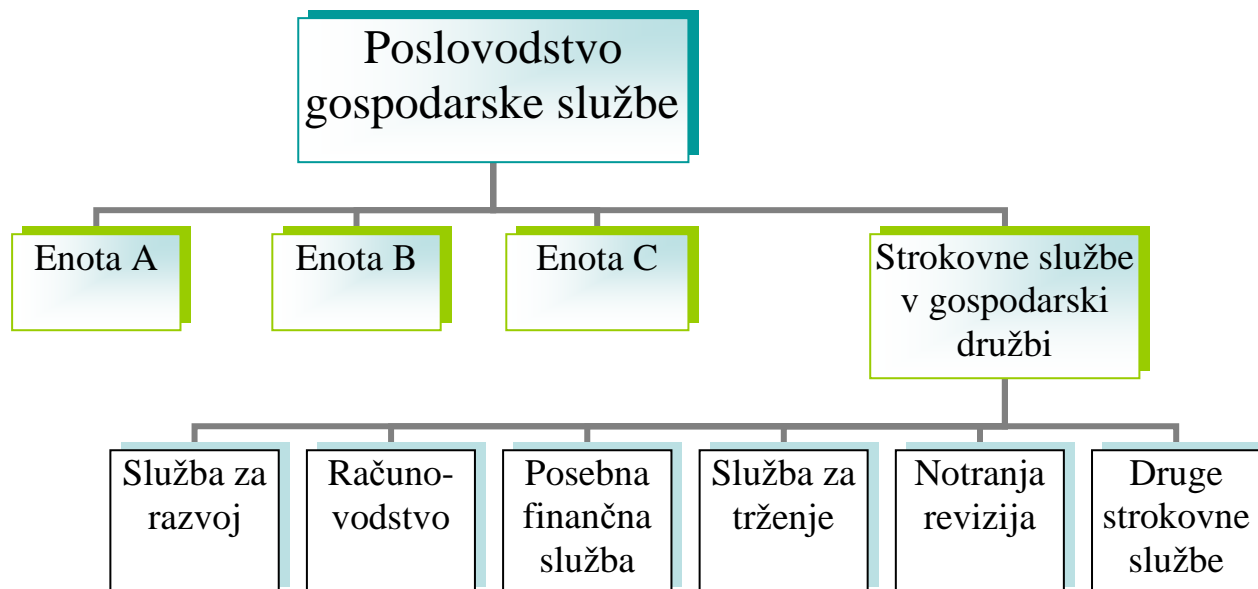 Poslovodstvo
gospodarske službe
Enota A
Enota B
Enota C
Strokovne službe
v gospodarski
družbi
Služba za
razvoj
Računo-
vodstvo
Posebna
finančna
služba
Služba za
trženje
Notranja
revizija
Druge
strokovne
službe